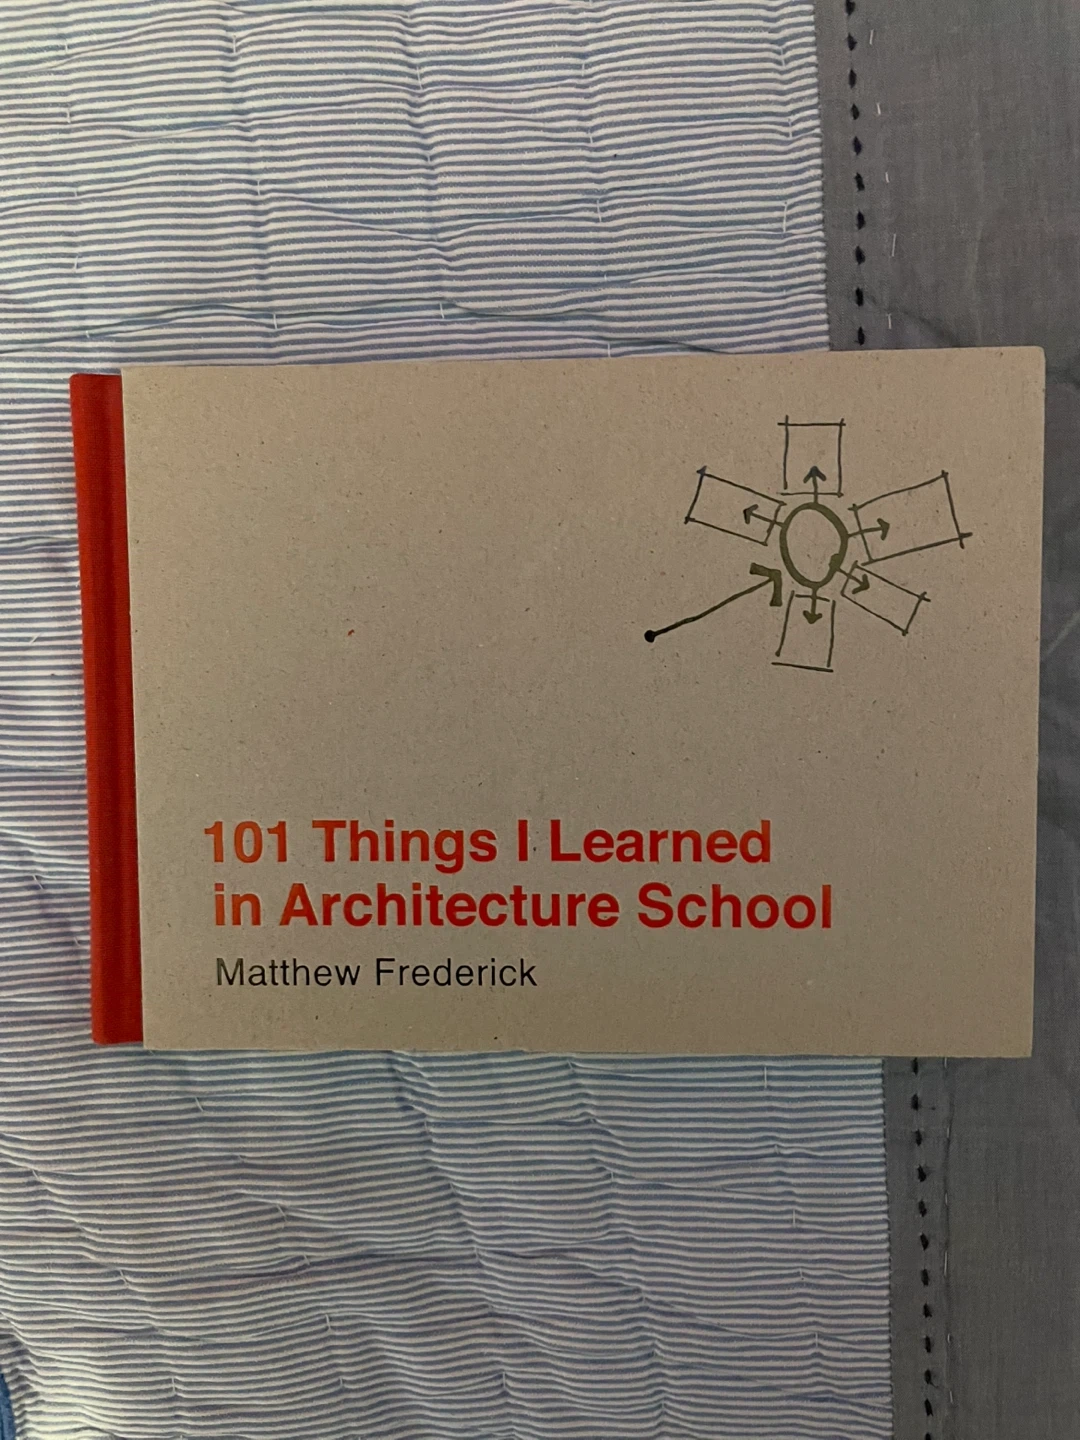 101 Things I Learned
in Architecture School
Matthew Frederick